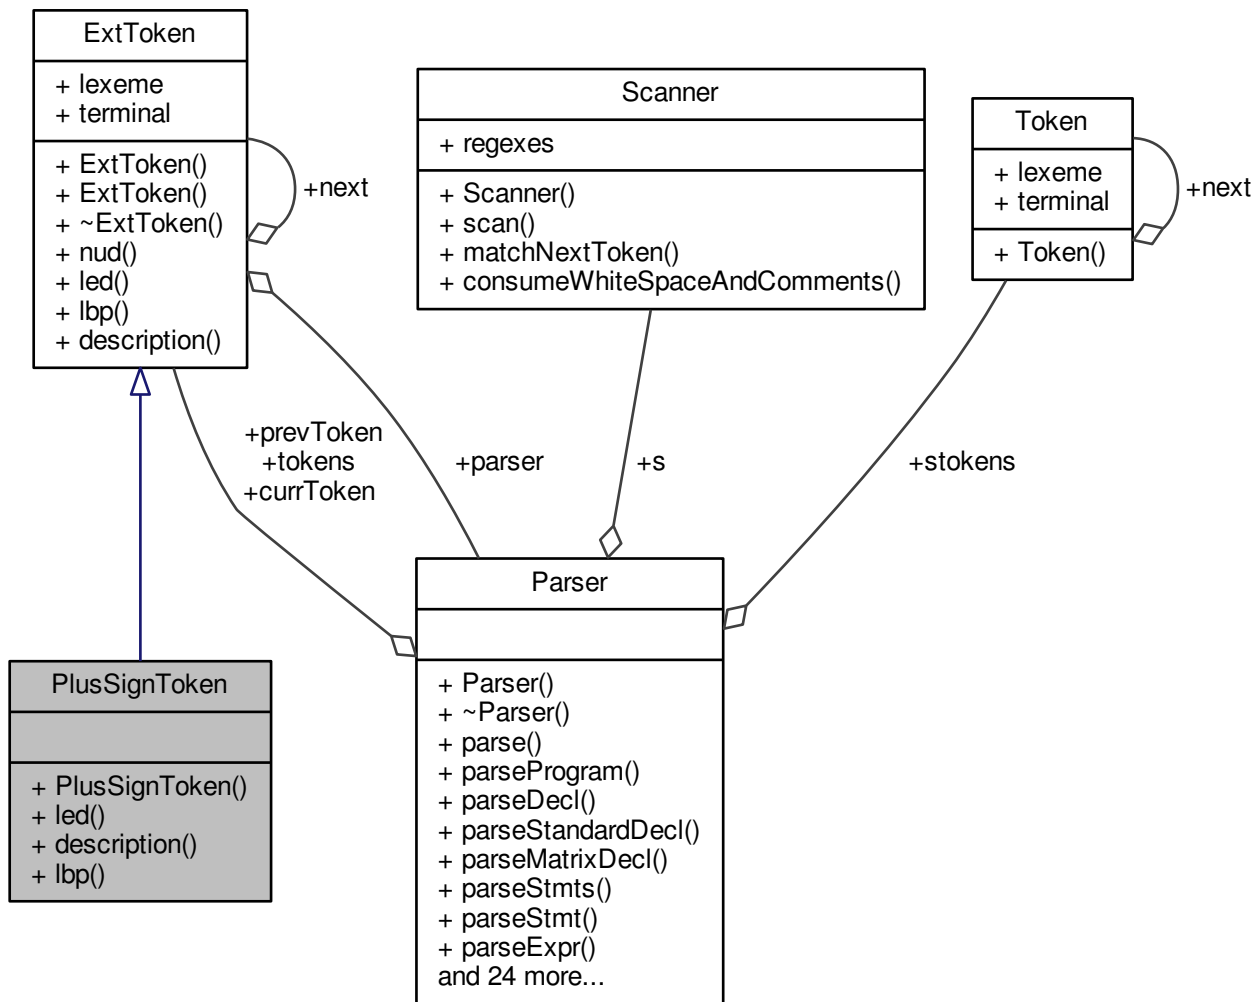 ExtToken
+ lexeme
+ terminal
+ ExtToken()
+ ExtToken()
+ ~ExtToken()
+ nud()
+ led()
+ lbp()
+ description()
+next
Scanner
+ regexes
+ Scanner()
+ scan()
+ matchNextToken()
+ consumeWhiteSpaceAndComments()
Token
+ lexeme
+ terminal
+ Token()
+next
+prevToken
+tokens
+currToken
+parser
+s
+stokens
PlusSignToken
+ PlusSignToken()
+ led()
+ description()
+ lbp()
Parser
+ Parser()
+ ~Parser()
+ parse()
+ parseProgram()
+ parseDecl()
+ parseStandardDecl()
+ parseMatrixDecl()
+ parseStmts()
+ parseStmt()
+ parseExpr()
and 24 more...